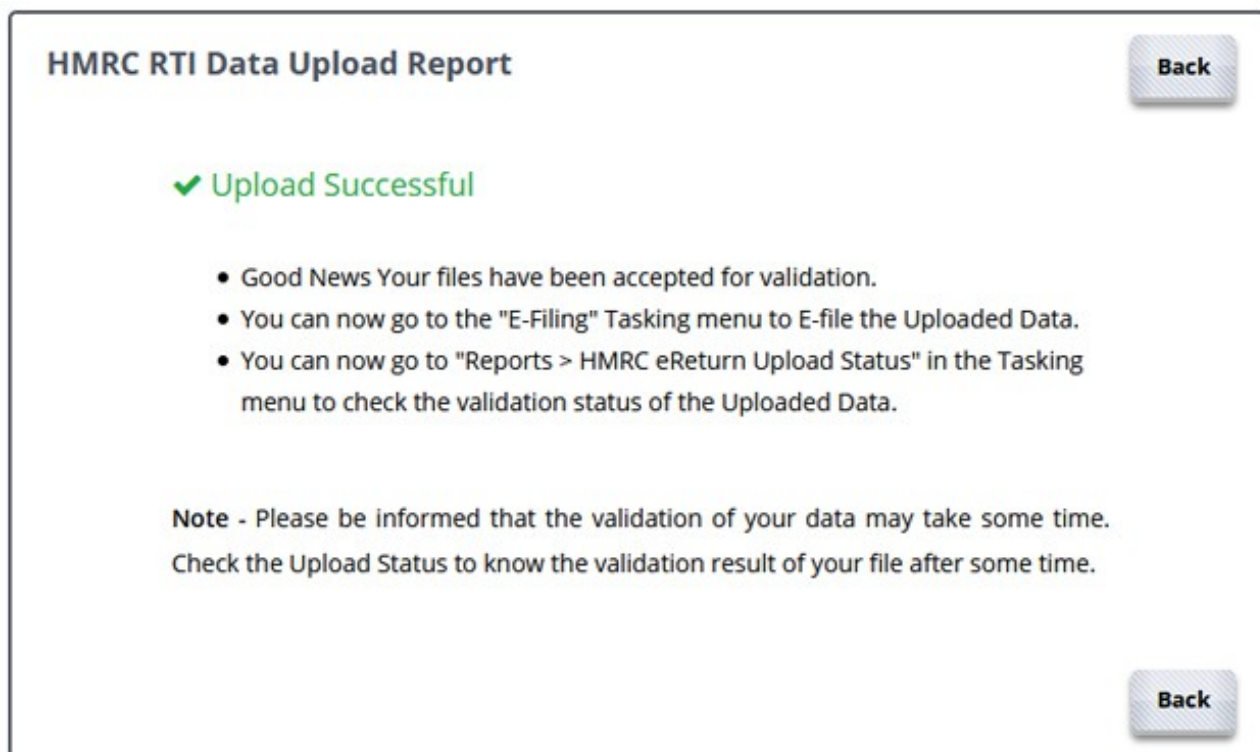 HMRC RTI Data Upload Report
Back
✔ Upload Successful
• Good News Your files have been accepted for validation.
• You can now go to the "E-Filing" Tasking menu to E-file the Uploaded Data.
• You can now go to "Reports > HMRC eReturn Upload Status" in the Tasking
menu to check the validation status of the Uploaded Data.
Note - Please be informed that the validation of your data may take some time.
Check the Upload Status to know the validation result of your file after some time.
Back